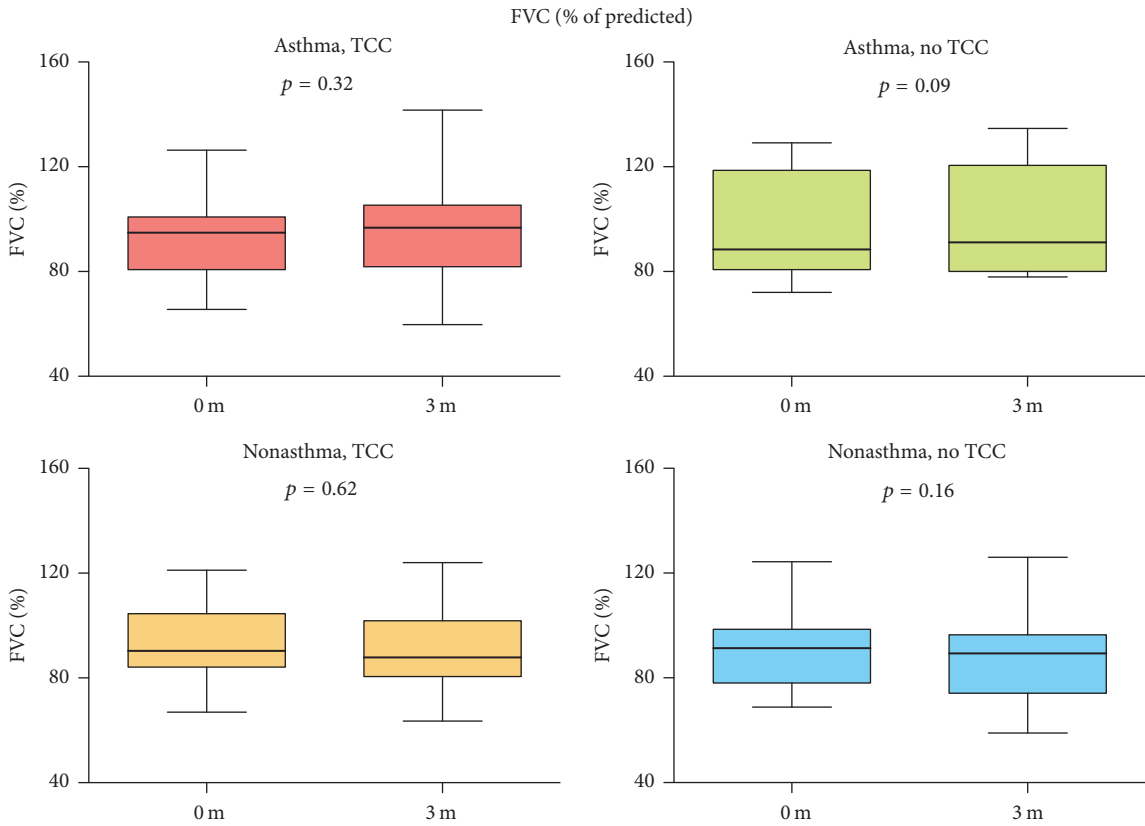 FVC (% of predicted)
Asthma, TCC
p = 0.32
FVC (%)
160
120
80
40
0 m
3 m
Asthma, no TCC
p = 0.09
FVC (%)
160
120
80
40
0 m
3 m
Nonasthma, TCC
p = 0.62
FVC (%)
160
120
80
40
0 m
3 m
Nonasthma, no TCC
p = 0.16
FVC (%)
160
120
80
40
0 m
3 m